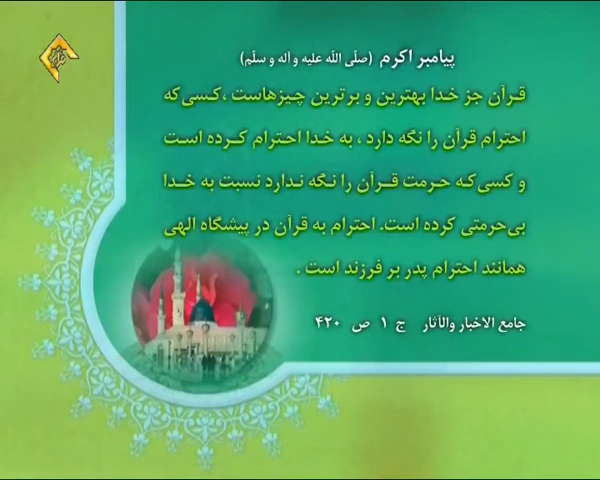 پیامبر اکرم (صلّی الله علیه و آله و سلّم)
قرآن جز خدا بهترین و برترین چیزهاست ، کسی که
احترام قرآن را نگه دارد ، به خدا احترام کرده است
و کسی که حرمت قرآن را نگه ندارد نسبت به خدا
بی‌حرمتی کرده است. احترام به قرآن در پیشگاه الهی
همانند احترام پدر بر فرزند است .
جامع الاخبار والآثار ج ۱ ص ۴۲۰